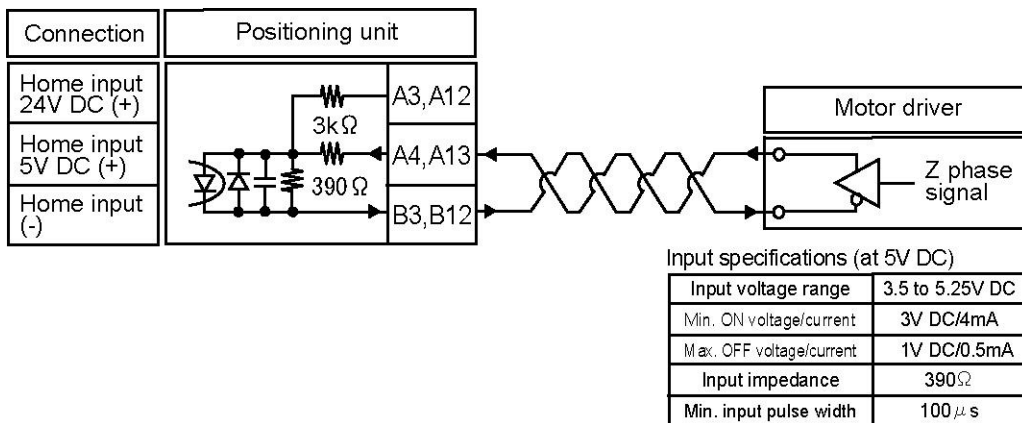 Connection
Positioning unit
Home input
24V DC (+)
Home input
5V DC (+)
Home input
(-)
3kΩ
390Ω
A3,A12
A4,A13
B3,B12
Motor driver
Z phase
signal
Input specifications (at 5V DC)
Input voltage range 3.5 to 5.25V DC
Min. ON voltage/current 3V DC/4mA
Max. OFF voltage/current 1V DC/0.5mA
Input impedance 390Ω
Min. input pulse width 100μs